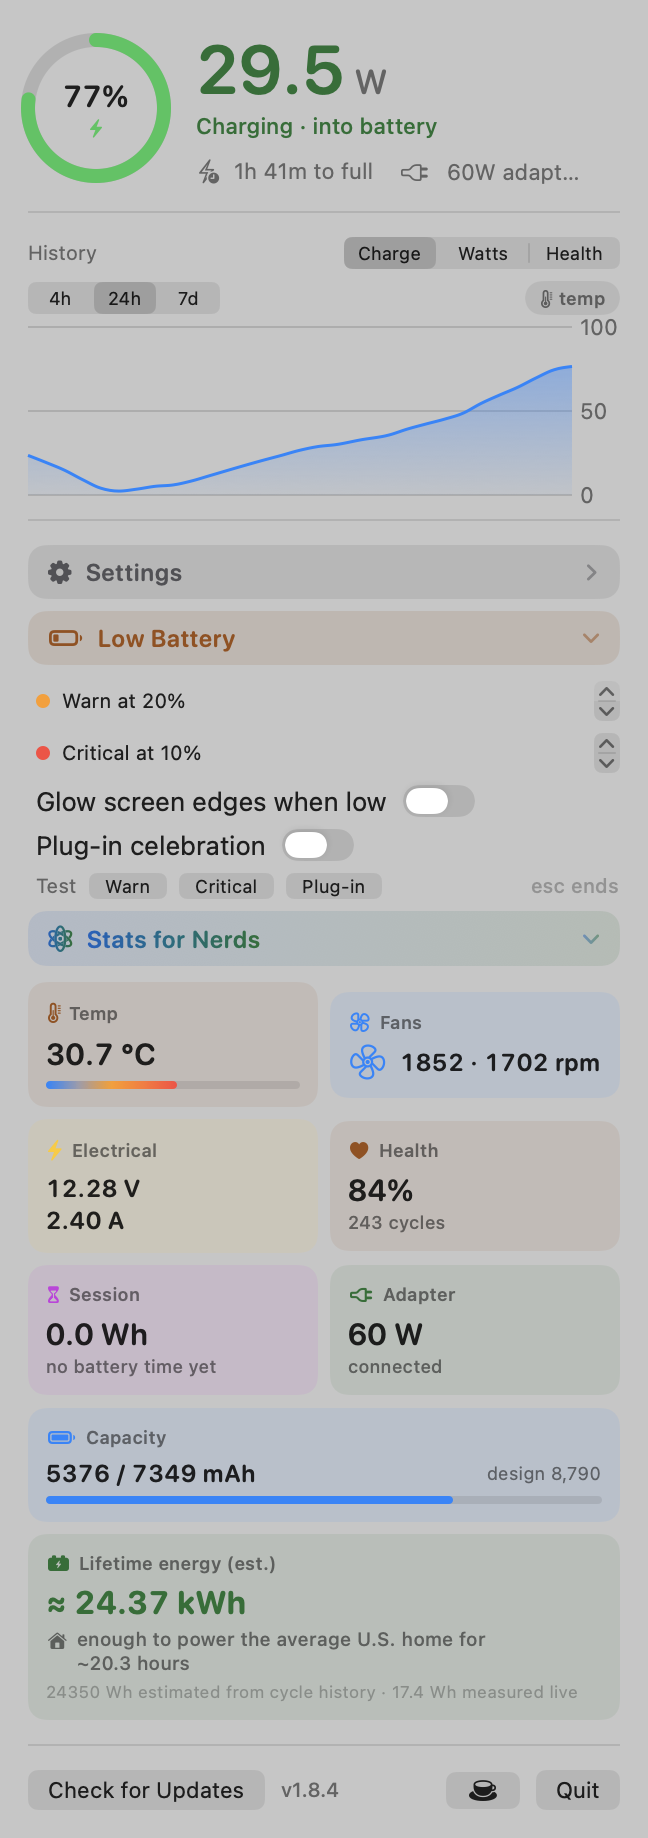 77%
29.5 W
Charging · into battery
1h 41m to full 60W adapt...
History Charge Watts Health
4h 24h 7d temp
100
50
0
Settings
Low Battery
Warn at 20%
Critical at 10%
Glow screen edges when low
Plug-in celebration
Test Warn Critical Plug-in esc ends
Stats for Nerds
Temp
30.7 °C
Fans
1852 · 1702 rpm
Electrical
12.28 V
2.40 A
Health
84%
243 cycles
Session
0.0 Wh
no battery time yet
Adapter
60 W
connected
Capacity
5376 / 7349 mAh design 8,790
Lifetime energy (est.)
≈ 24.37 kWh
enough to power the average U.S. home for
~20.3 hours
24350 Wh estimated from cycle history · 17.4 Wh measured live
Check for Updates v1.8.4 Quit